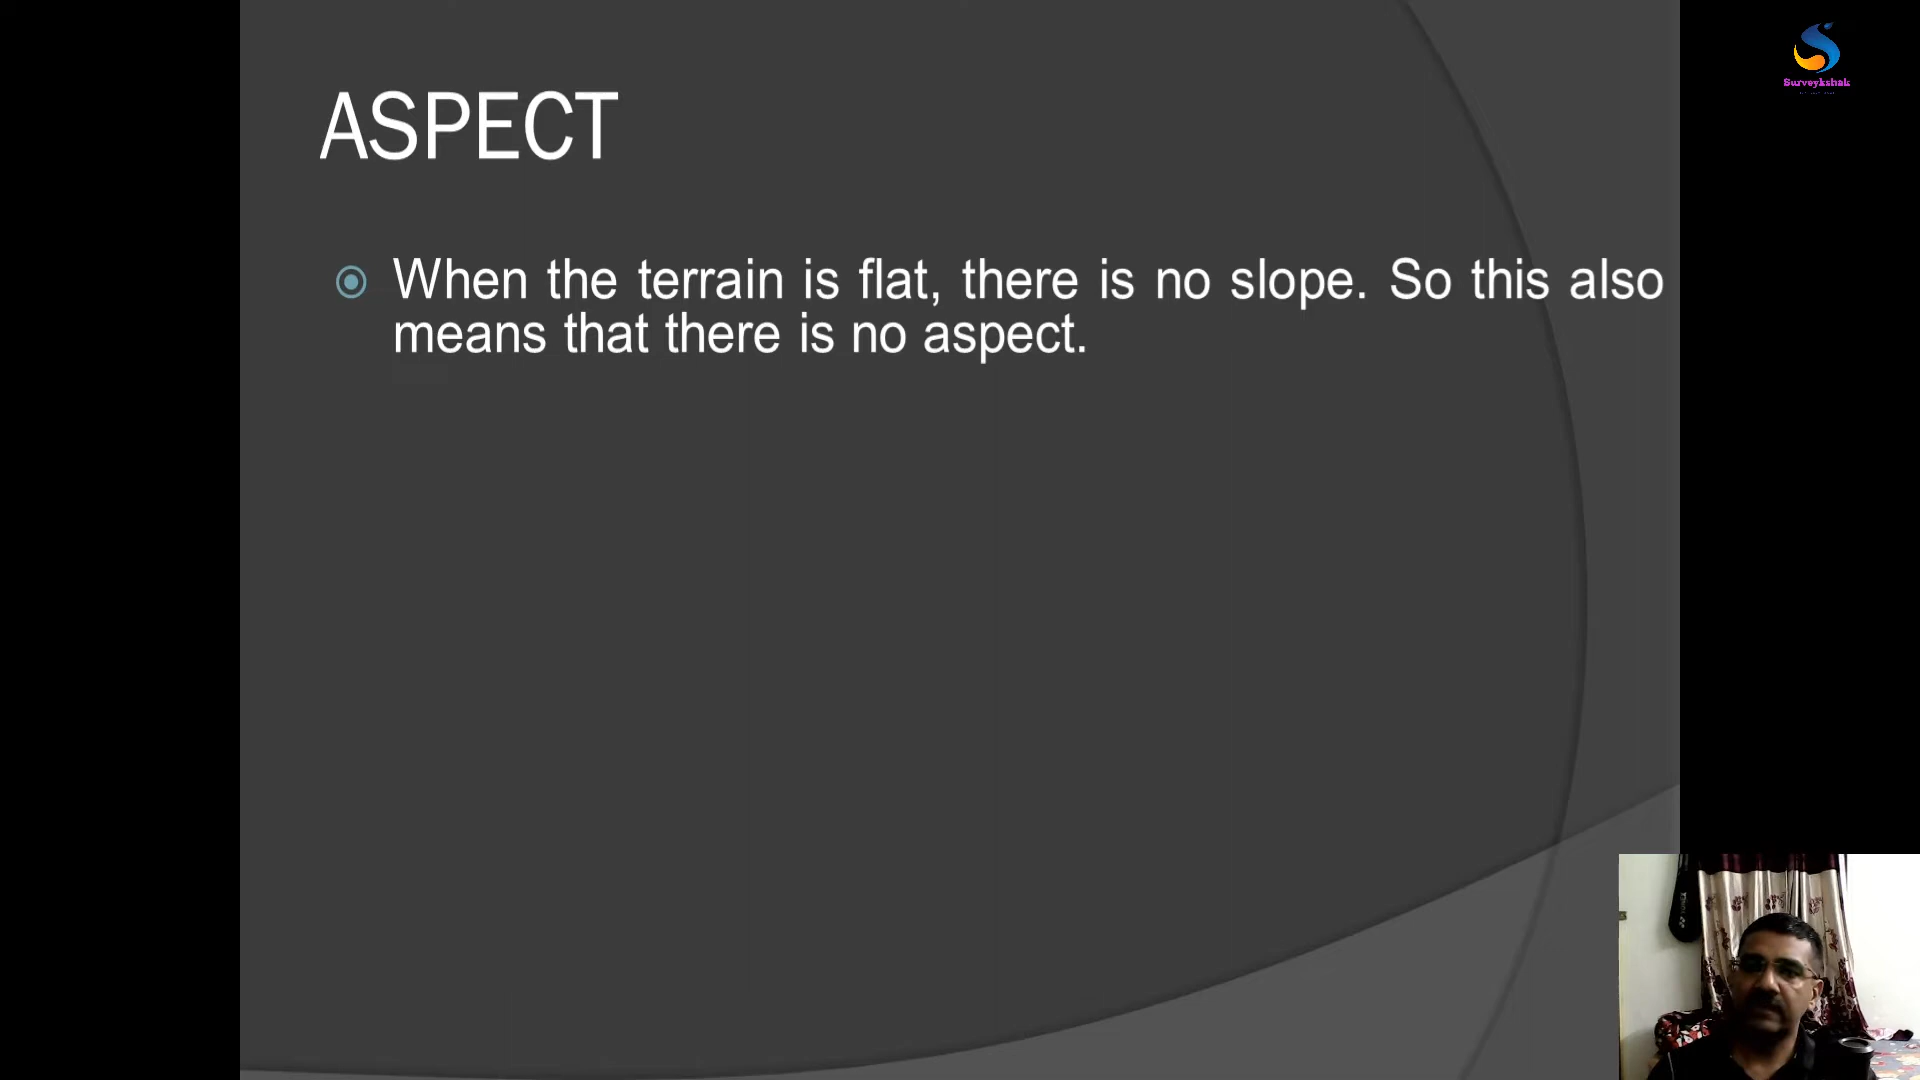 Surveykshak
ASPECT
When the terrain is flat, there is no slope. So this also
means that there is no aspect.
YONEX